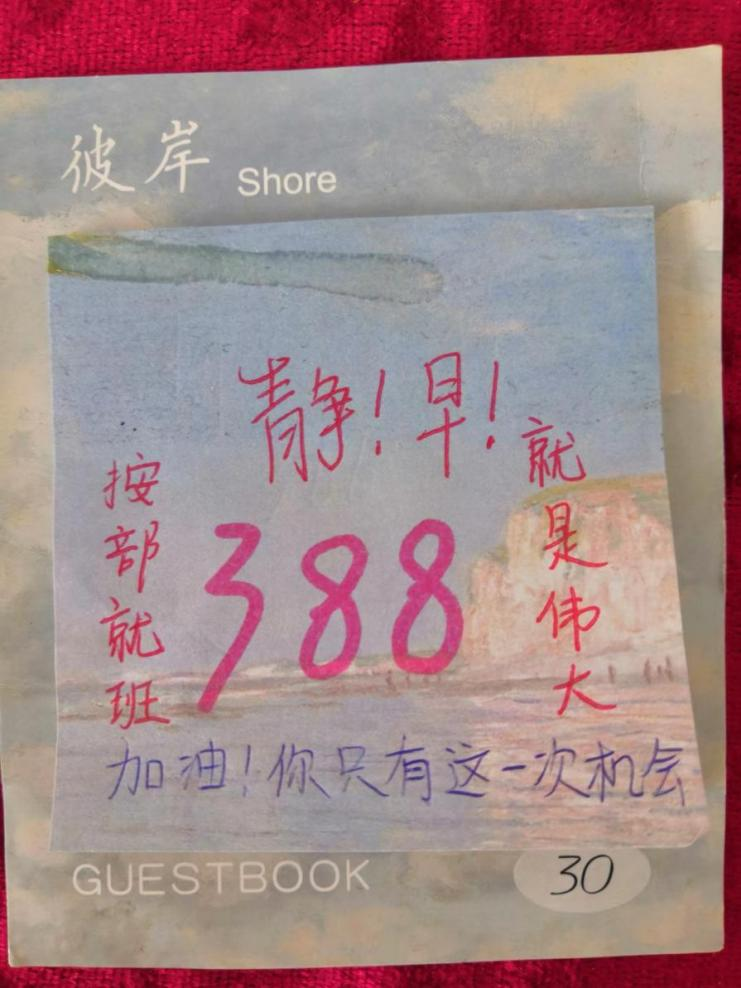 彼岸 Shore
静！早！
按部就班
388
就是伟大
加油！你只有这一次机会
GUESTBOOK
30